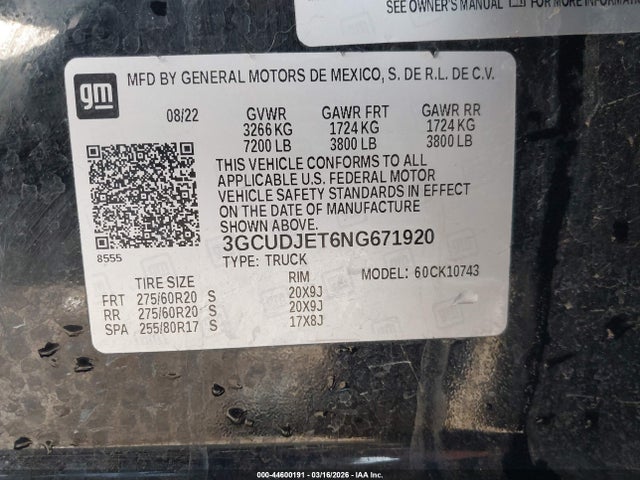 SEE OWNER'S MANUAL FOR MORE INFORMATION
gm
MFD BY GENERAL MOTORS DE MEXICO, S. DE R.L. DE C.V.
08/22 GVWR GAWR FRT GAWR RR
3266 KG 1724 KG 1724 KG
7200 LB 3800 LB 3800 LB
THIS VEHICLE CONFORMS TO ALL
APPLICABLE U.S. FEDERAL MOTOR
VEHICLE SAFETY STANDARDS IN EFFECT
ON THE DATE OF MANUFACTURE
SHOWN ABOVE.
8555
3GCUDJET6NG671920
TYPE: TRUCK MODEL: 60CK10743
TIRE SIZE RIM
FRT 275/60R20 S 20X9J
RR 275/60R20 S 20X9J
SPA 255/80R17 S 17X8J
000-44600191 - 03/16/2026 - IAA Inc.